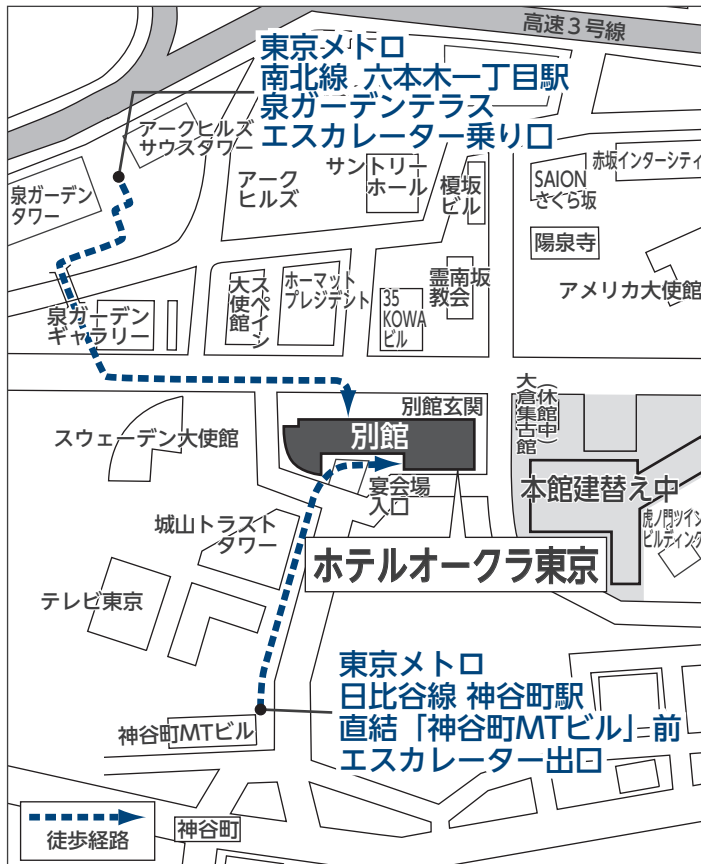 高速3号線
東京メトロ
南北線 六本木一丁目駅
泉ガーデンテラス
エスカレーター乗り口
アークヒルズ
サウスタワー
サントリー
ホール
アーク
ヒルズ
榎坂
ビル
SAION
さくら坂
赤坂インターシティ
泉ガーデン
タワー
陽泉寺
アメリカ大使館
泉ガーデン
ギャラリー
スペイン
大使館
ホーマット
プレジデント
35
KOWA
ビル
霊南坂
教会
スウェーデン大使館
別館玄関
別館
大倉集古館
(休館中)
宴会場
入口
本館建替え中
虎ノ門ツイン
ビルディング
城山トラスト
タワー
ホテルオークラ東京
テレビ東京
東京メトロ
日比谷線 神谷町駅
直結「神谷町MTビル」前
エスカレーター出口
神谷町MTビル
徒歩経路
神谷町